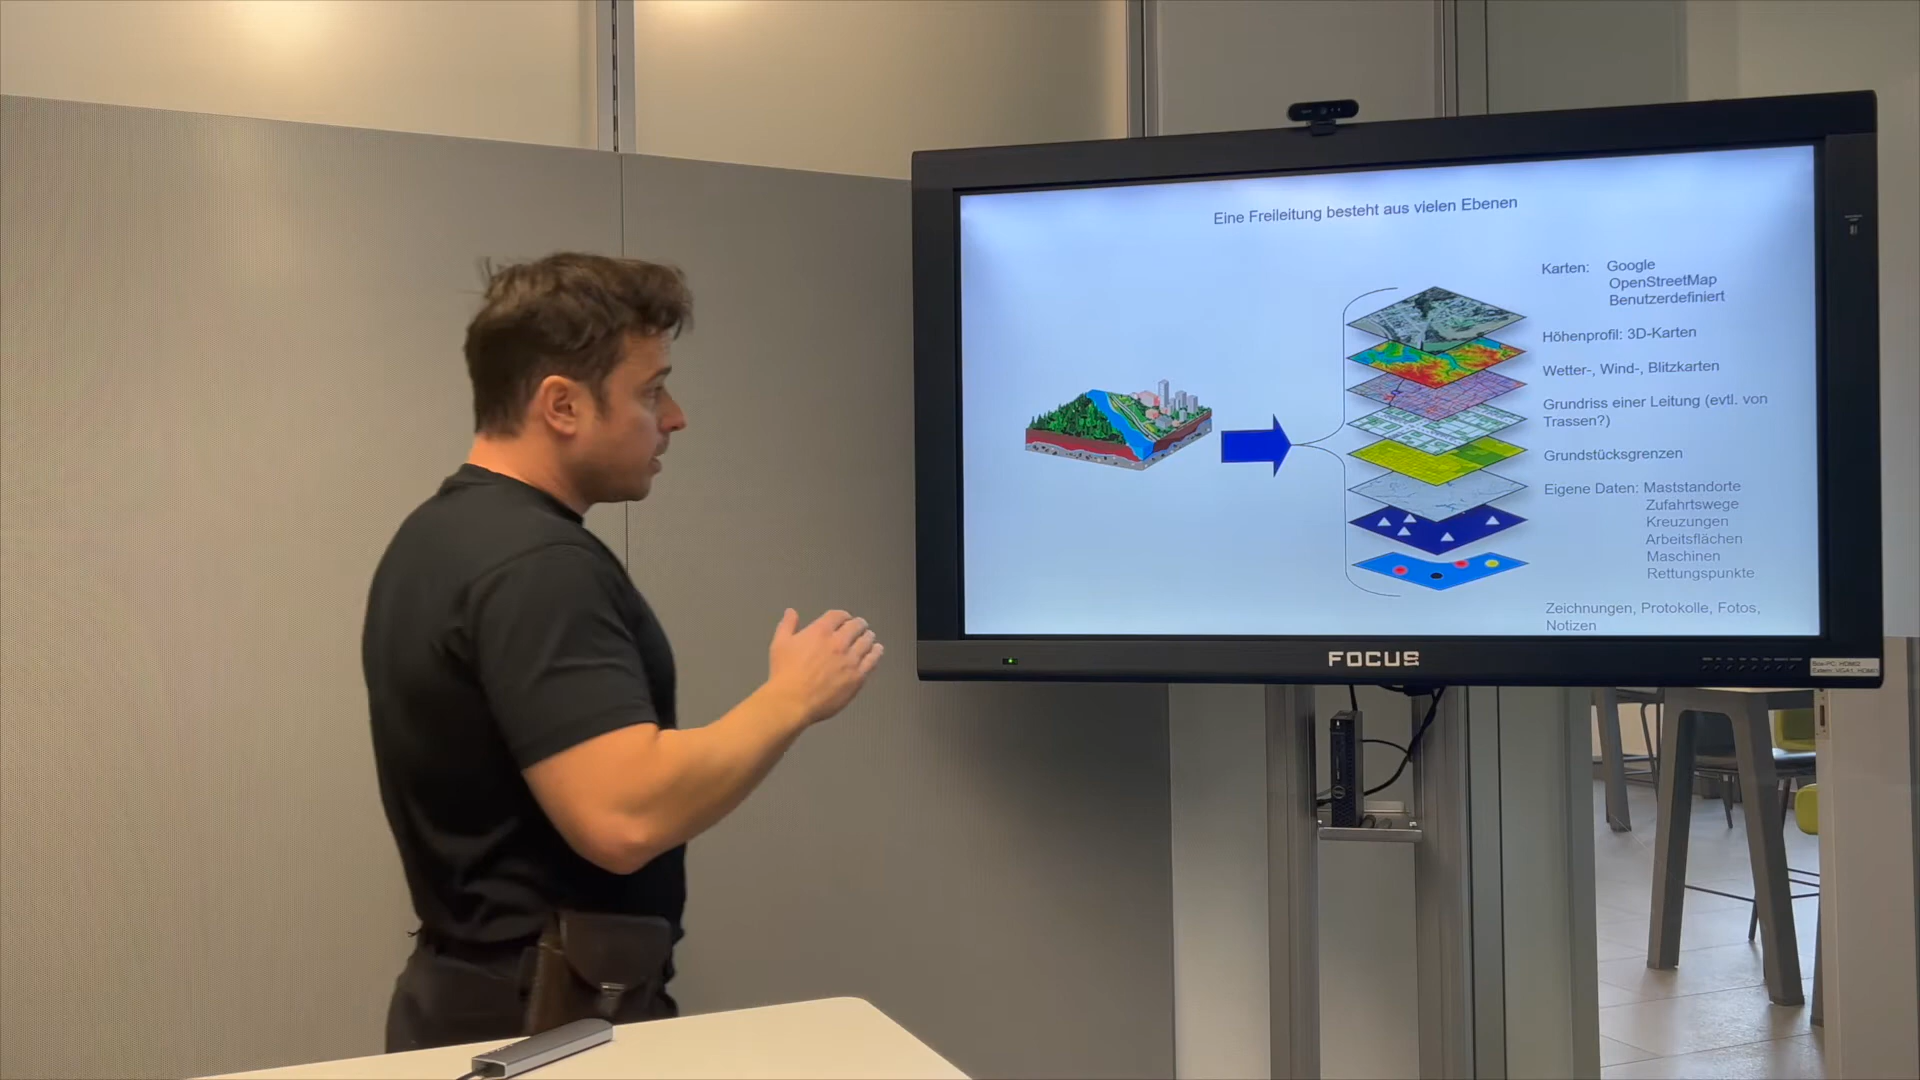 Eine Freileitung besteht aus vielen Ebenen
Karten: Google
OpenStreetMap
Benutzerdefiniert
Höhenprofil: 3D-Karten
Wetter-, Wind-, Blitzkarten
Grundriss einer Leitung (evtl. von
Trassen?)
Grundstücksgrenzen
Eigene Daten: Maststandorte
Zufahrtswege
Kreuzungen
Arbeitsflächen
Maschinen
Rettungspunkte
Zeichnungen, Protokolle, Fotos,
Notizen
FOCUS